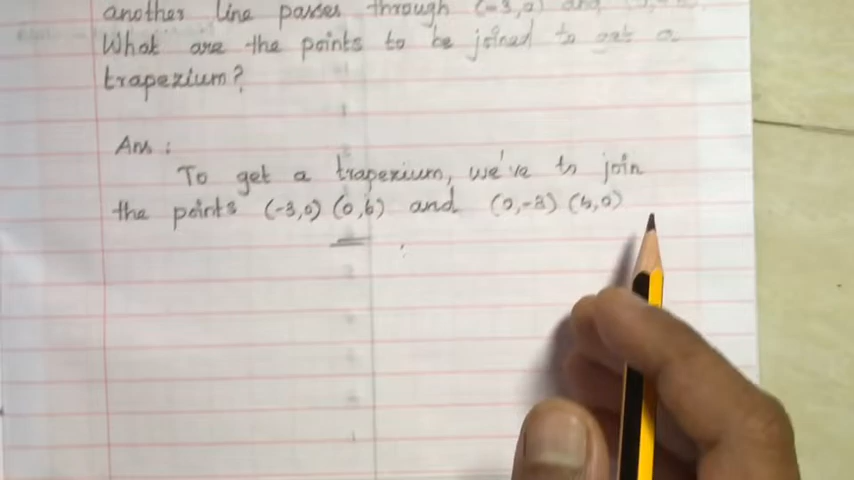 another line passes through (-3,0) and
What are the points to be joined to get a
trapezium?
Ans :
To get a trapezium, we've to join
the points (-3,0) (0,6) and (0,-3) (6,0)